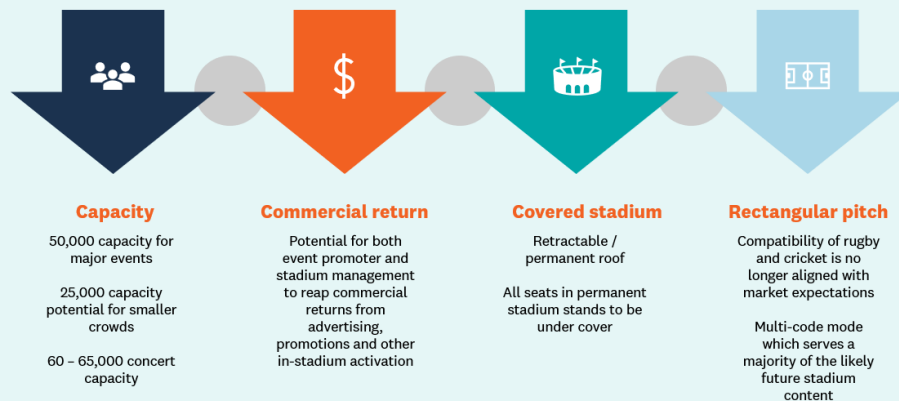 $
Capacity
50,000 capacity for
major events
25,000 capacity
potential for smaller
crowds
60 – 65,000 concert
capacity
Commercial return
Potential for both
event promoter and
stadium management
to reap commercial
returns from
advertising,
promotions and other
in-stadium activation
Covered stadium
Retractable /
permanent roof
All seats in permanent
stadium stands to be
under cover
Rectangular pitch
Compatibility of rugby
and cricket is no
longer aligned with
market expectations
Multi-code mode
which serves a
majority of the likely
future stadium
content